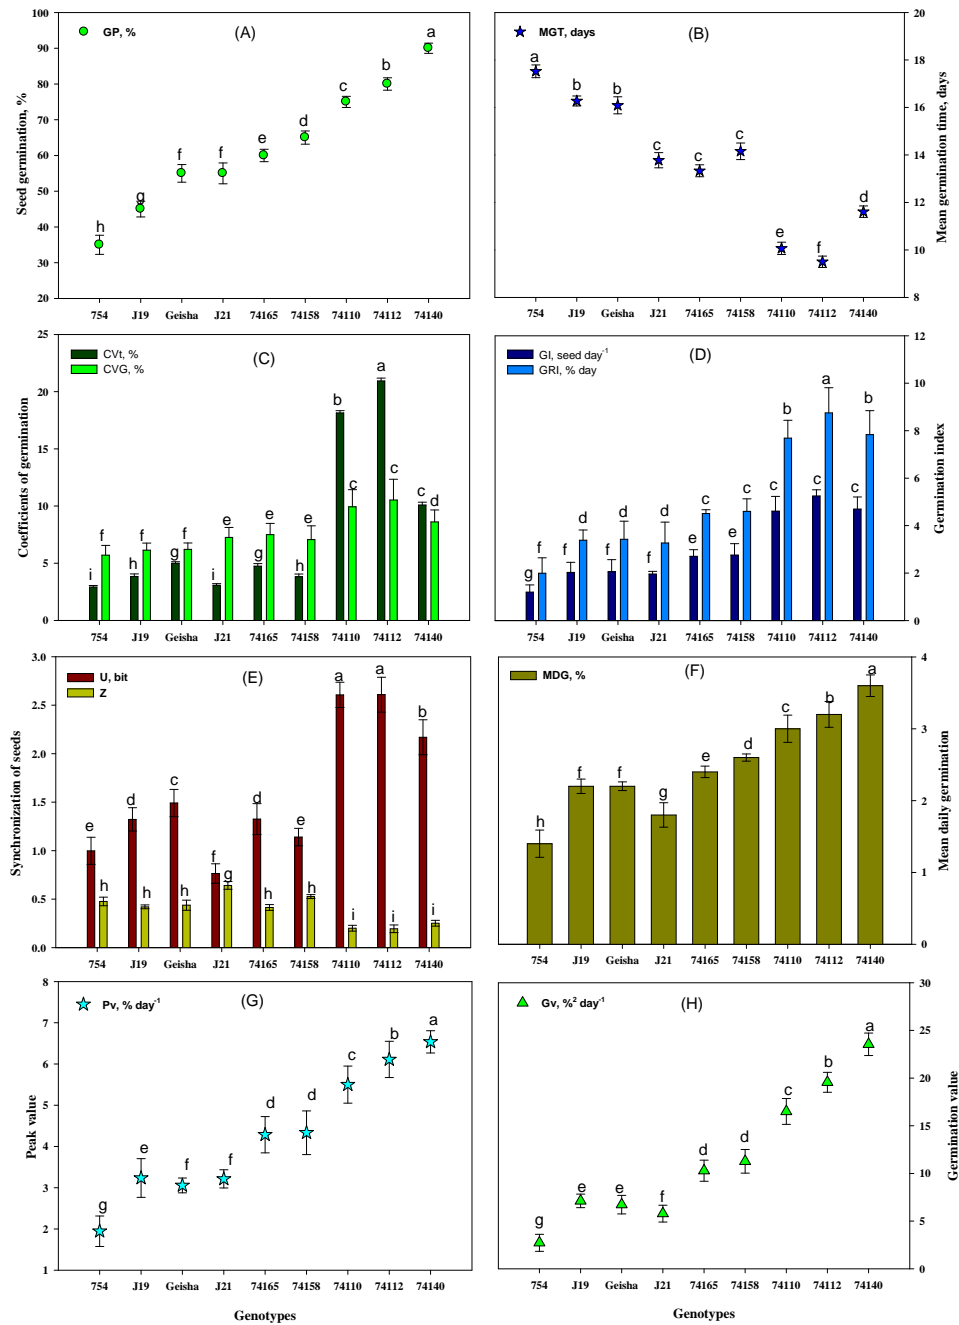 GP, %
(A)
Seed germination, %
100
90
80
70
60
50
40
30
20
h
g
f
f
e
d
c
b
a
754 J19 Geisha J21 74165 74158 74110 74112 74140
MGT, days
(B)
Mean germination time, days
20
18
16
14
12
10
8
a
b
b
c
c
c
e
f
d
754 J19 Geisha J21 74165 74158 74110 74112 74140
CVt, %
CVG, %
(C)
Coefficients of germination
25
20
15
10
5
0
i f
h f
g f
i e
g e
i e
b c
a c
c d
754 J19 Geisha J21 74165 74158 74110 74112 74140
GI, seed day-1
GRI, % day
(D)
Germination index
12
10
8
6
4
2
0
g f
f d
f d
f d
e c
e c
c b
c a
c b
754 J19 Geisha J21 74165 74158 74110 74112 74140
U, bit
Z
(E)
Synchronization of seeds
3.0
2.5
2.0
1.5
1.0
0.5
0.0
e h
d h
c h
f g
d h
e h
a i
a i
b i
754 J19 Geisha J21 74165 74158 74110 74112 74140
MDG, %
(F)
Mean daily germination
4
3
2
1
0
h
f
f
g
e
d
c
b
a
754 J19 Geisha J21 74165 74158 74110 74112 74140
Pv, % day-1
(G)
Peak value
8
7
6
5
4
3
2
1
g
e
f
f
d
d
c
b
a
754 J19 Geisha J21 74165 74158 74110 74112 74140
Genotypes
Gv, %2 day-1
(H)
Germination value
30
25
20
15
10
5
0
g
e
e
f
d
d
c
b
a
754 J19 Geisha J21 74165 74158 74110 74112 74140
Genotypes